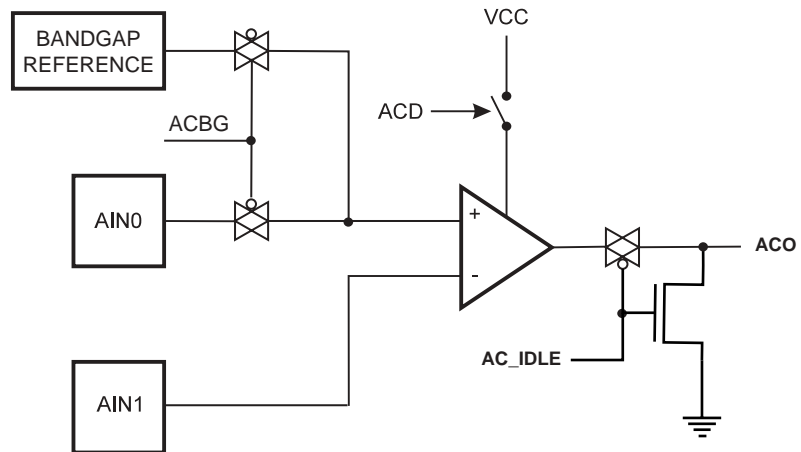 BANDGAP
REFERENCE
VCC
ACBG
ACD
AIN0
+
-
ACO
AC_IDLE
AIN1